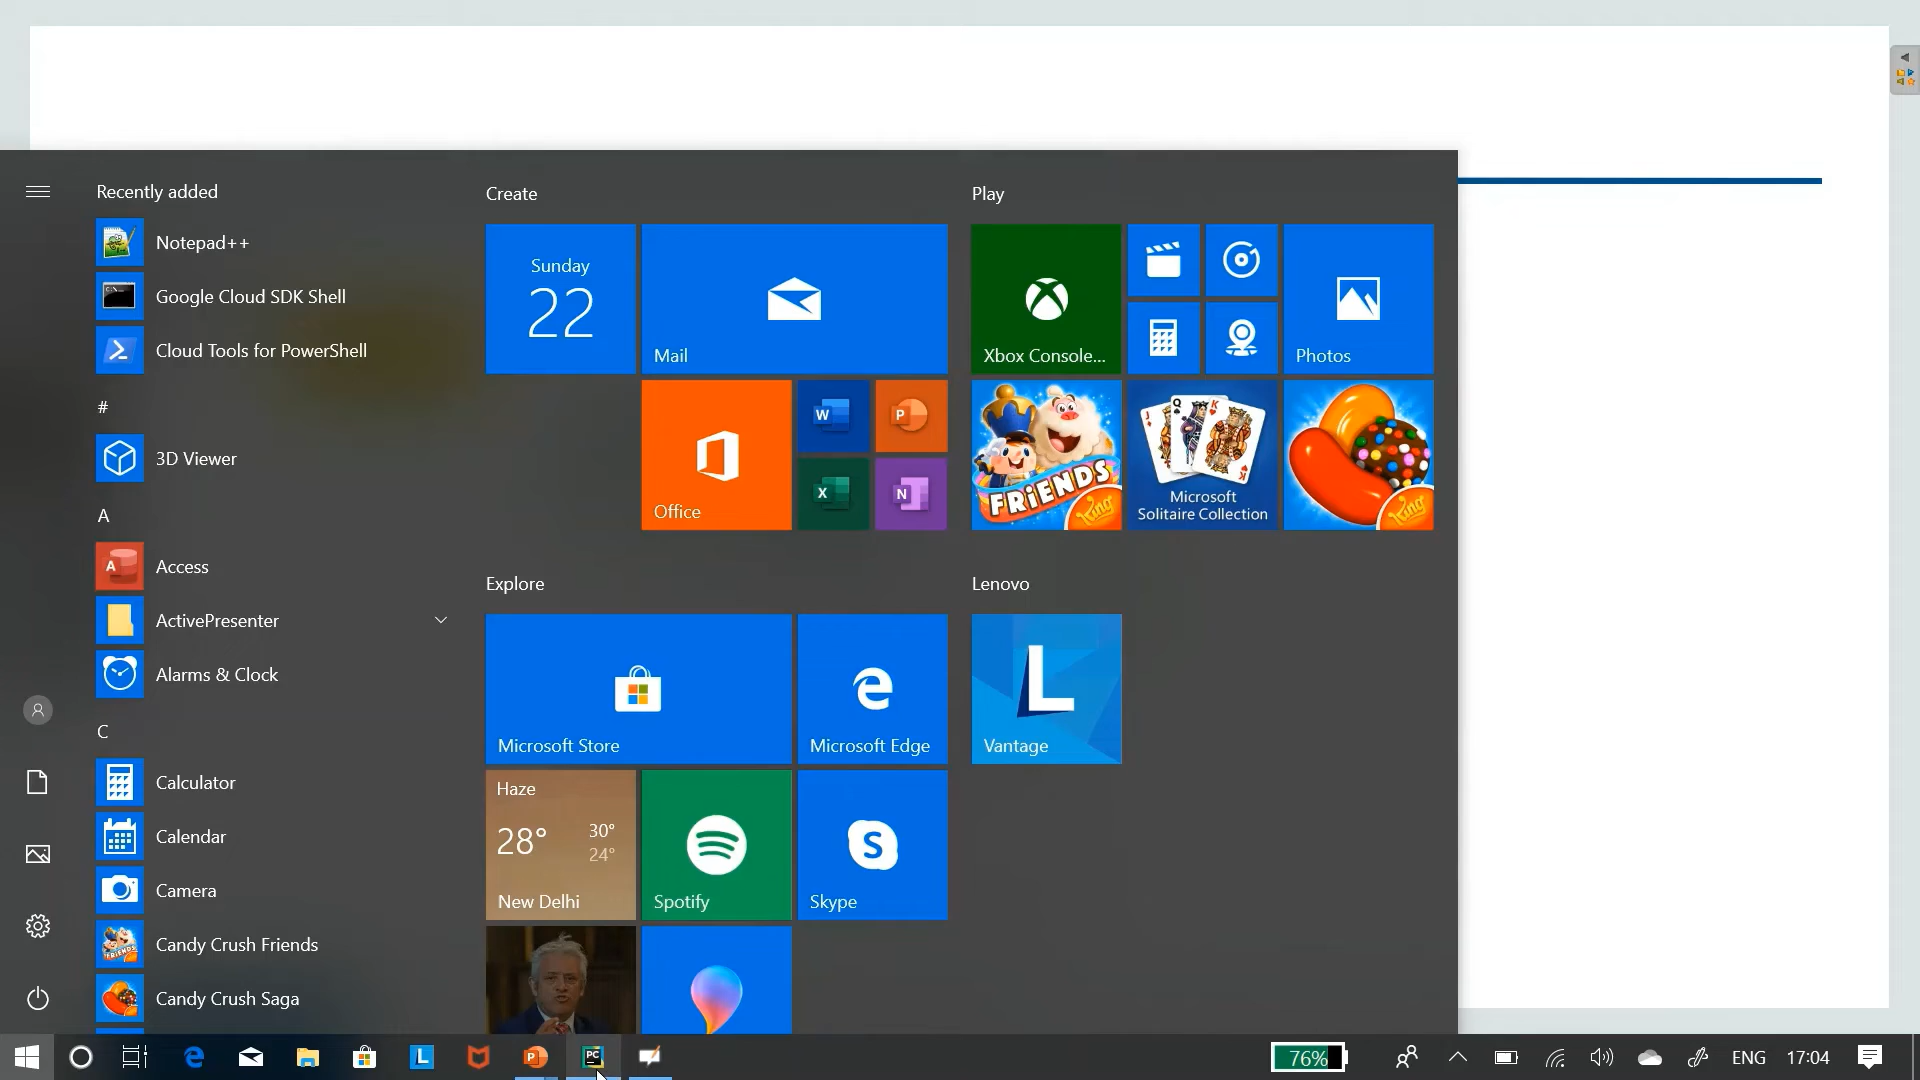 Recently added
Notepad++
Google Cloud SDK Shell
Cloud Tools for PowerShell
#
3D Viewer
A
Access
ActivePresenter
Alarms & Clock
C
Calculator
Calendar
Camera
Candy Crush Friends
Candy Crush Saga
Create
Sunday
22
Mail
Office
W
P
X
N
Play
Xbox Console...
Photos
FRIENDS
King
J
Q
K
Microsoft
Solitaire Collection
King
Explore
Microsoft Store
Microsoft Edge
Haze
28°
30°
24°
New Delhi
Spotify
S
Skype
Lenovo
L
Vantage
L
P
PC
76%
ENG
17:04